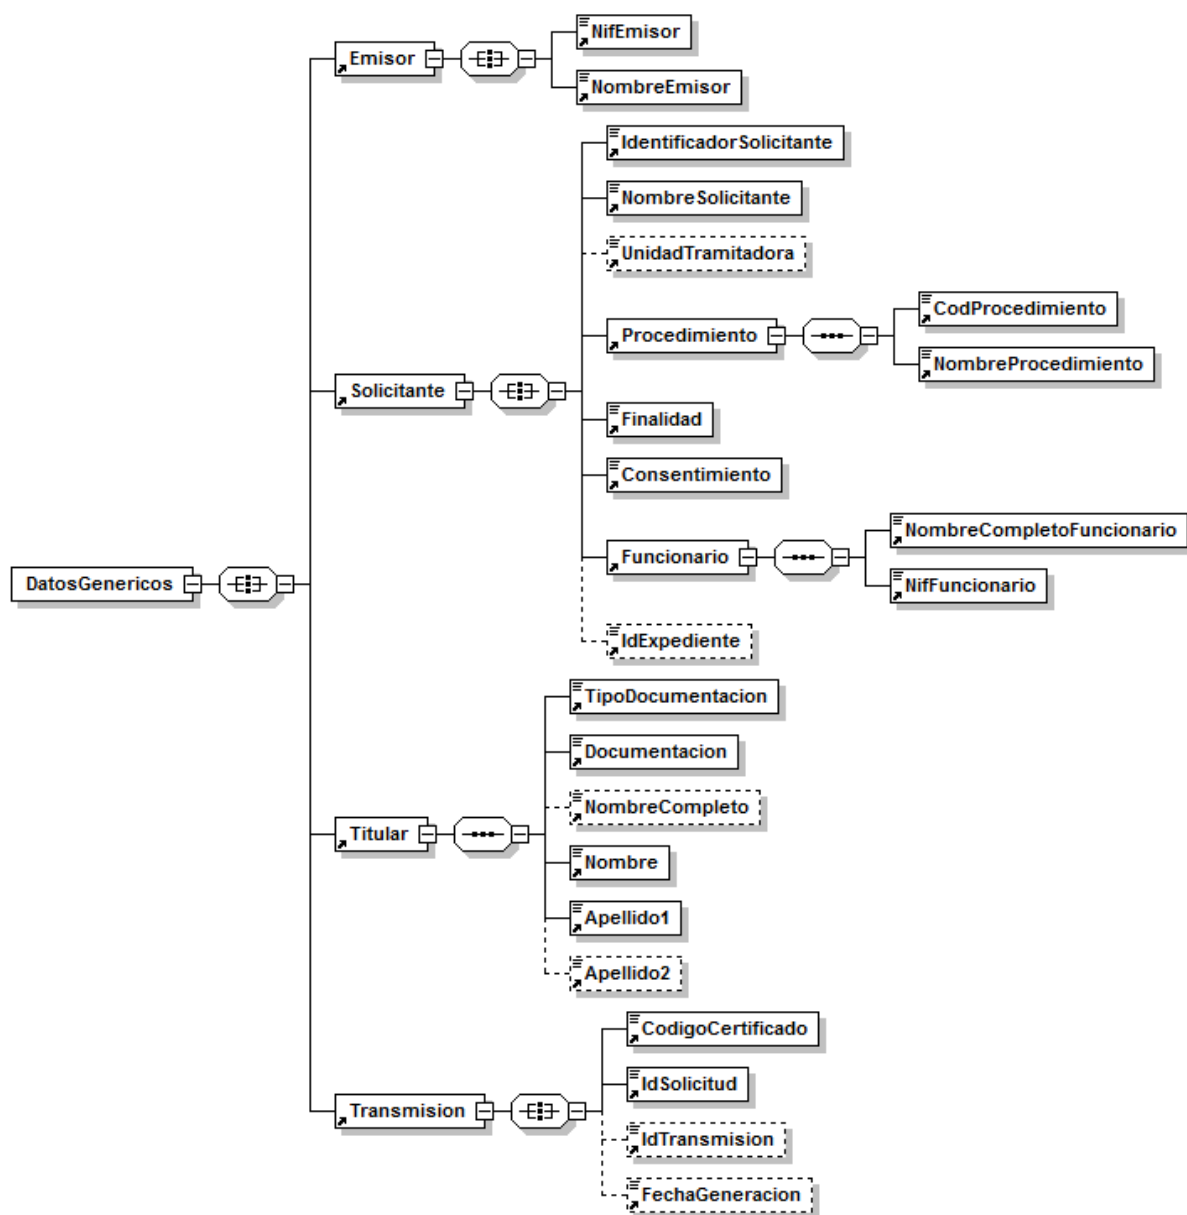 Emisor
NifEmisor
NombreEmisor
IdentificadorSolicitante
NombreSolicitante
UnidadTramitadora
Procedimiento
CodProcedimiento
NombreProcedimiento
Solicitante
Finalidad
Consentimiento
Funcionario
NombreCompletoFuncionario
NifFuncionario
DatosGenericos
IdExpediente
TipoDocumentacion
Documentacion
NombreCompleto
Titular
Nombre
Apellido1
Apellido2
CodigoCertificado
IdSolicitud
Transmision
IdTransmision
FechaGeneracion